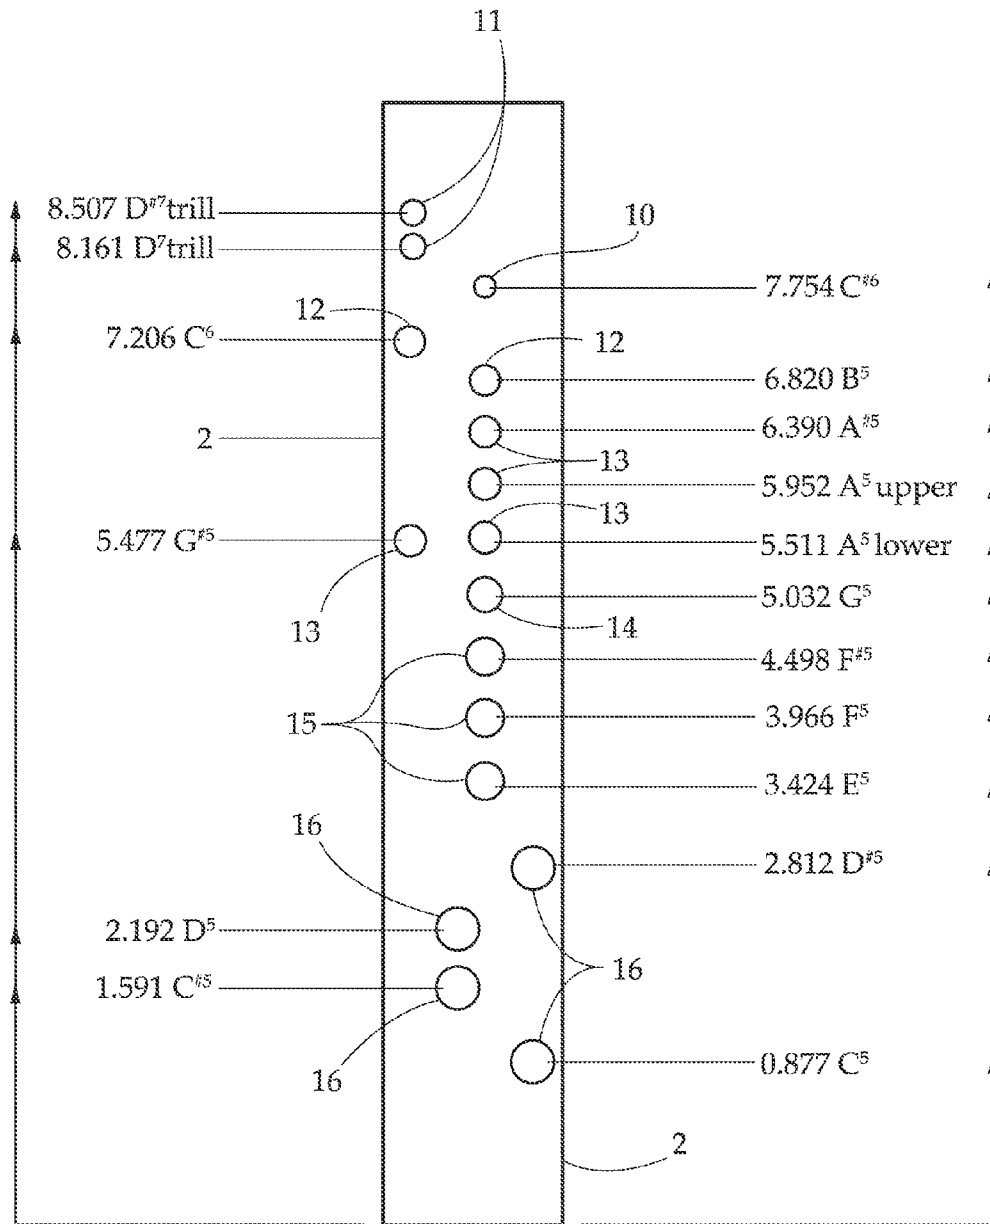 11
8.507 D#7 trill
10
8.161 D7 trill
7.754 C#6
12
7.206 C6
12
6.820 B5
2
6.390 A#5
13
5.952 A5 upper
13
5.477 G#5
5.511 A5 lower
5.032 G5
13
14
4.498 F#5
15
3.966 F5
3.424 E5
16
2.812 D#5
2.192 D5
16
1.591 C#5
16
0.877 C5
2